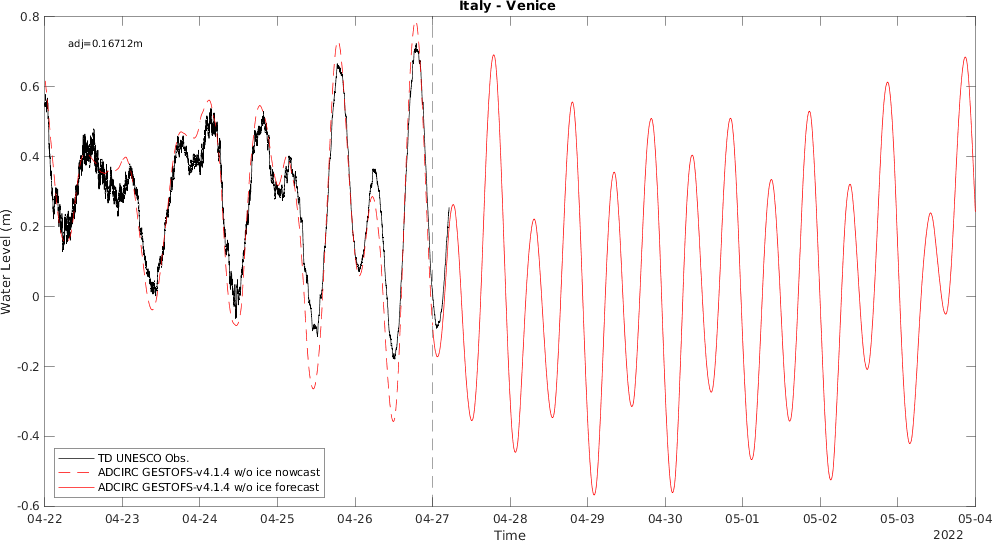 Italy - Venice
adj=0.16712m
0.8
0.6
0.4
0.2
0
-0.2
-0.4
-0.6
Water Level (m)
TD UNESCO Obs.
ADCIRC GESTOFS-v4.1.4 w/o ice nowcast
ADCIRC GESTOFS-v4.1.4 w/o ice forecast
04-22 04-23 04-24 04-25 04-26 04-27 04-28 04-29 04-30 05-01 05-02 05-03 05-04
Time
2022